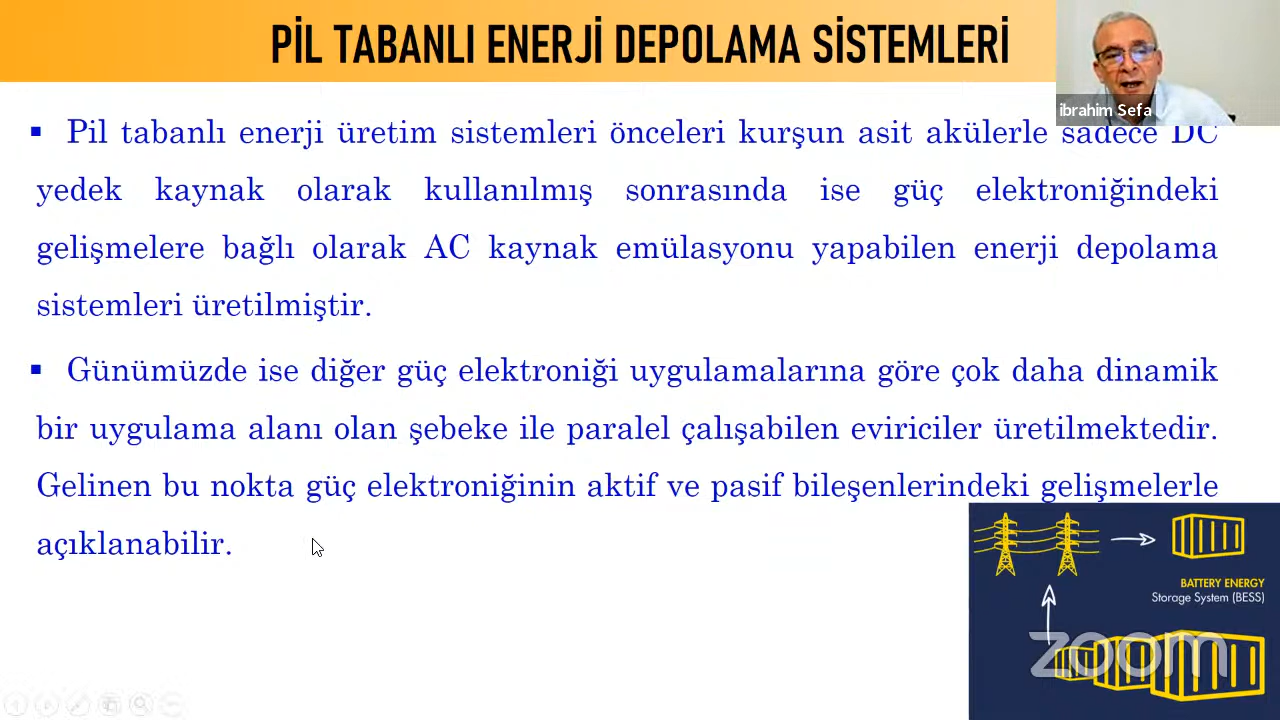 PİL TABANLI ENERJİ DEPOLAMA SİSTEMLERİ
ibrahim Sefa
▪ Pil tabanlı enerji üretim sistemleri önceleri kurşun asit akülerle sadece DC
yedek kaynak olarak kullanılmış sonrasında ise güç elektroniğindeki
gelişmelere bağlı olarak AC kaynak emülasyonu yapabilen enerji depolama
sistemleri üretilmiştir.
▪ Günümüzde ise diğer güç elektroniği uygulamalarına göre çok daha dinamik
bir uygulama alanı olan şebeke ile paralel çalışabilen eviriciler üretilmektedir.
Gelinen bu nokta güç elektroniğinin aktif ve pasif bileşenlerindeki gelişmelerle
açıklanabilir.
BATTERY ENERGY
Storage System (BESS)
zoom